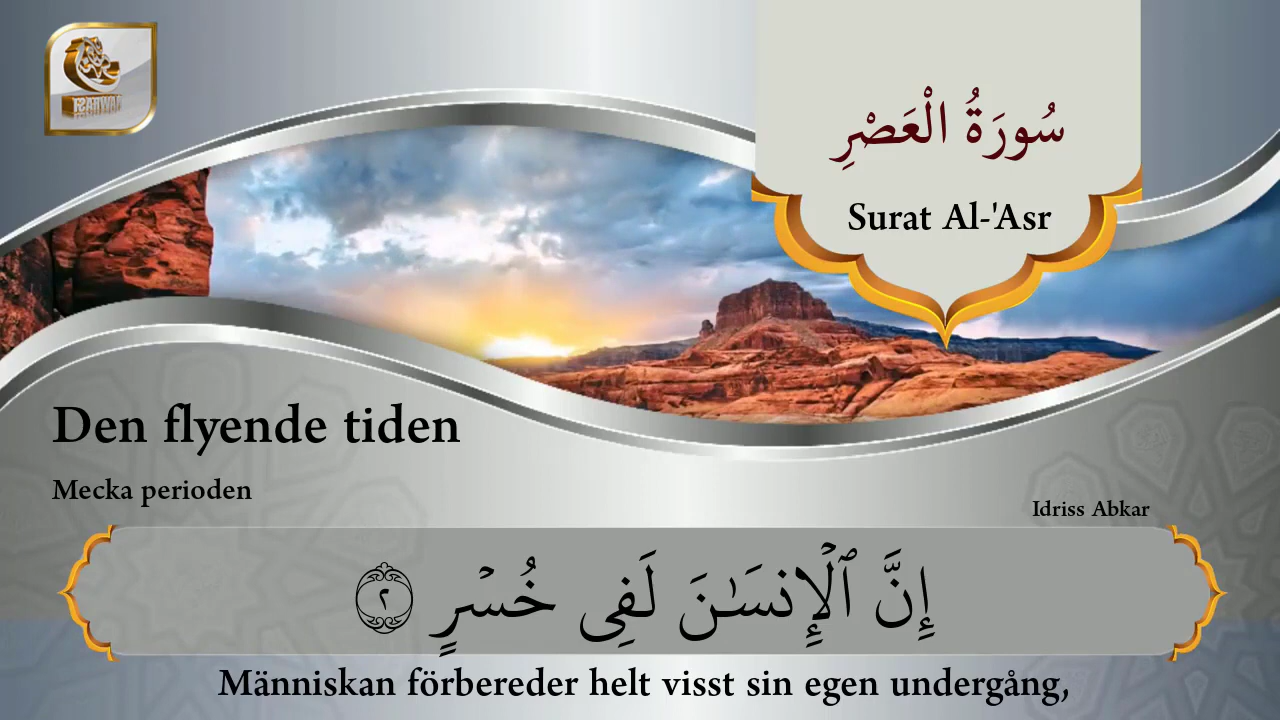 سُورَةُ الْعَصْرِ
Surat Al-'Asr
Den flyende tiden
Mecka perioden
Idriss Abkar
إِنَّ ٱلْإِنسَـٰنَ لَفِى خُسْرٍ ٢
Människan förbereder helt visst sin egen undergång,